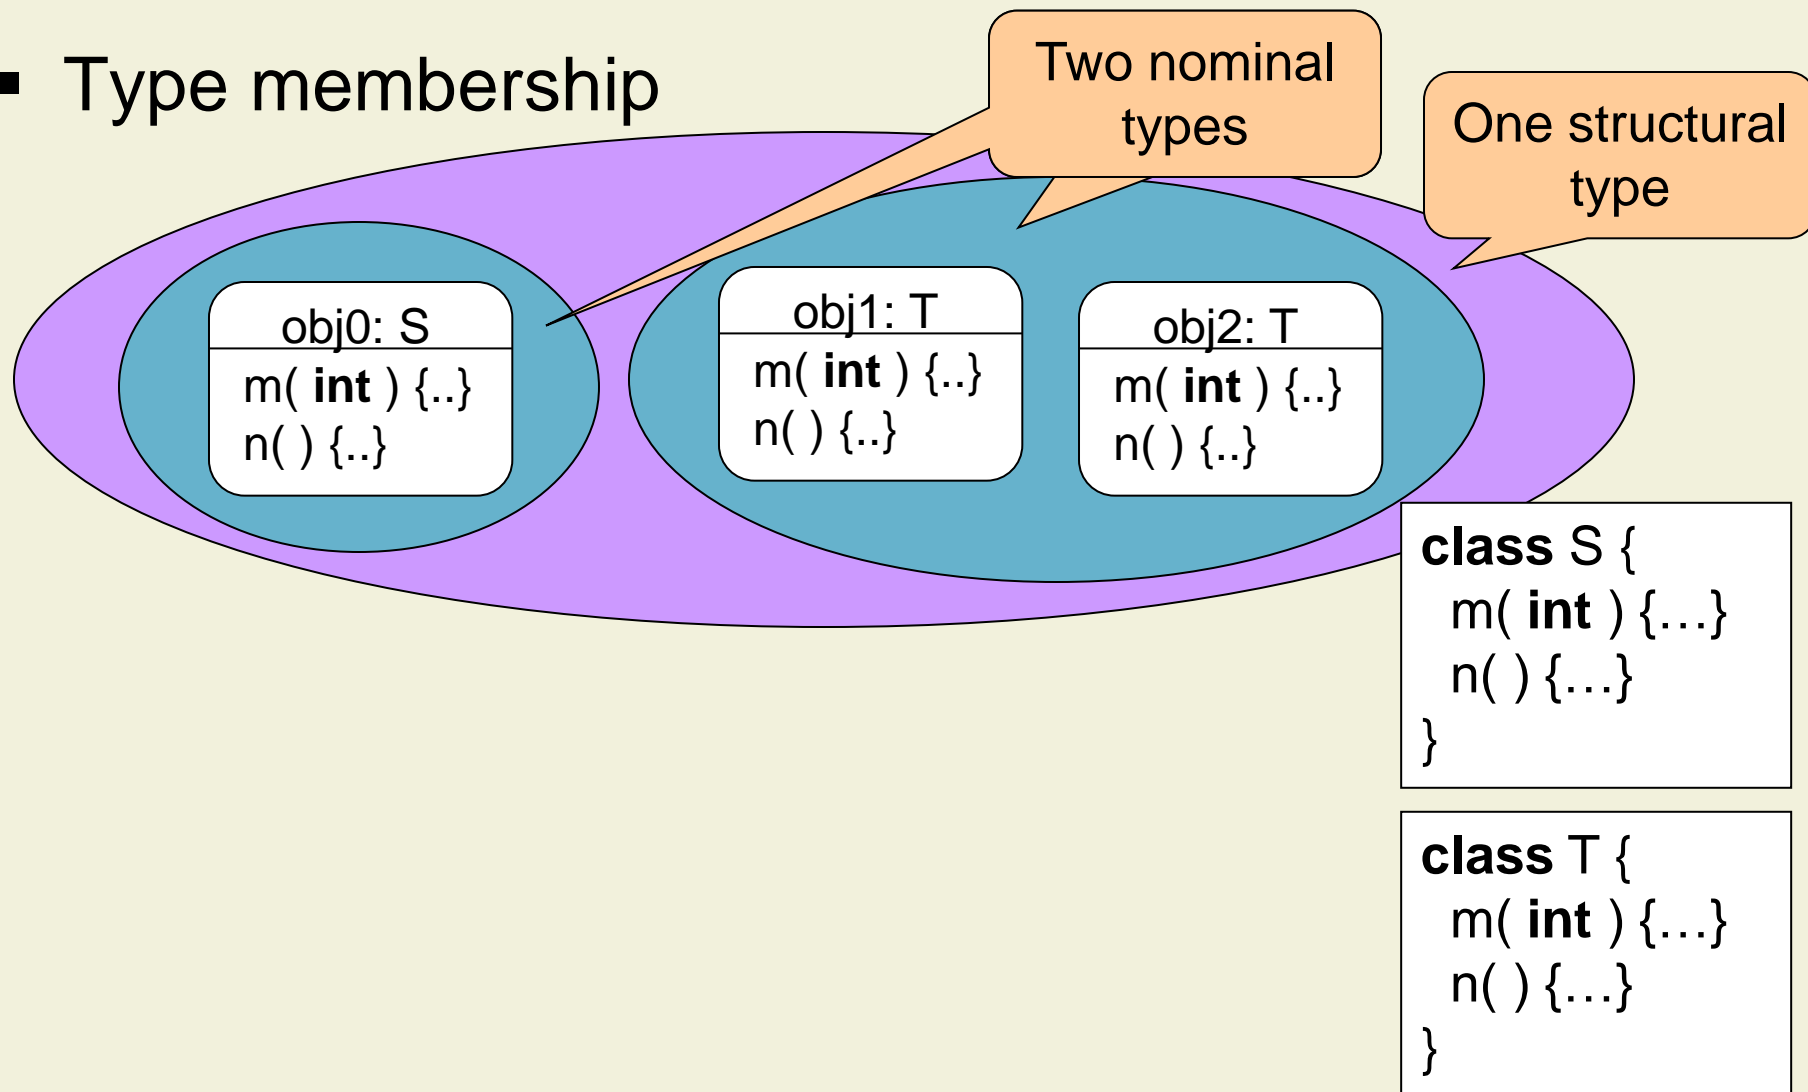 ▪ Type membership
Two nominal
types
One structural
type
obj0: S
m( int ) {..}
n( ) {..}
obj1: T
m( int ) {..}
n( ) {..}
obj2: T
m( int ) {..}
n( ) {..}
class S {
m( int ) {…}
n( ) {…}
}
class T {
m( int ) {…}
n( ) {…}
}